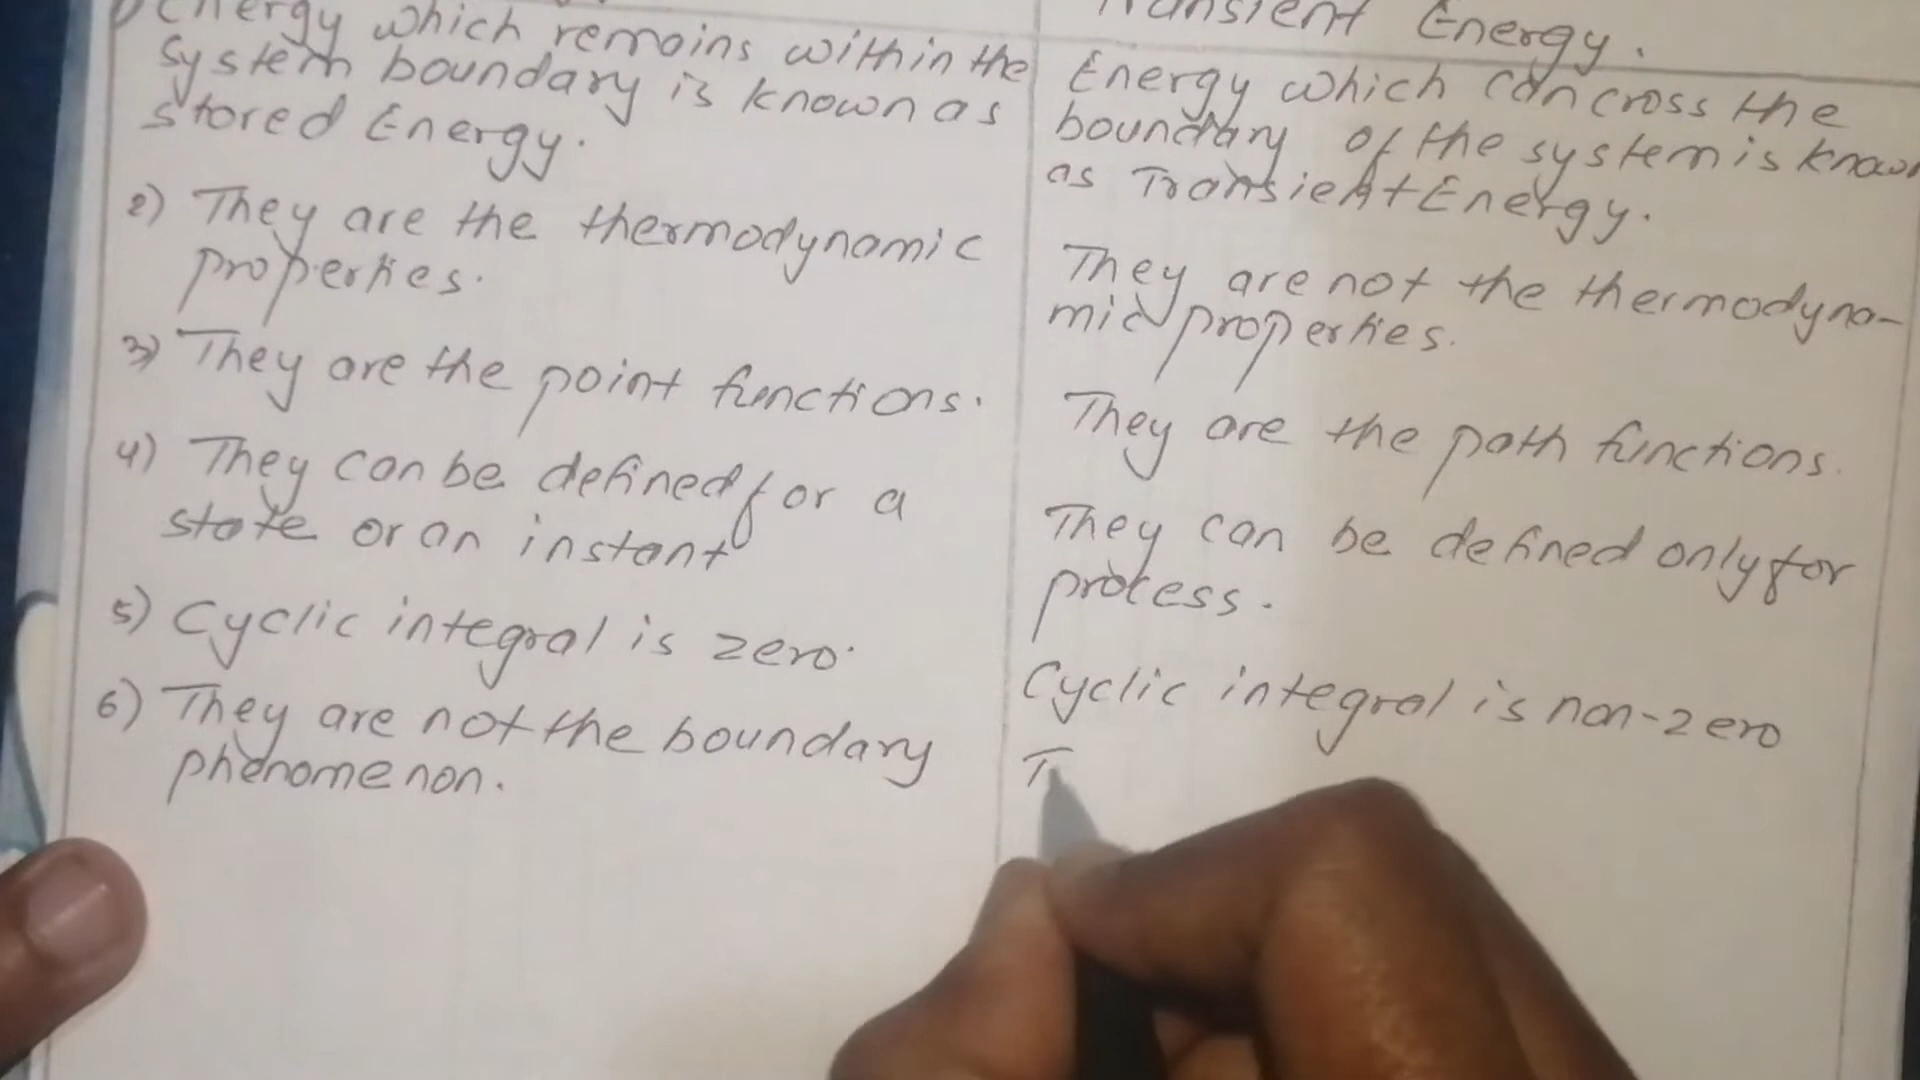 Energy which remains within the
system boundary is known as
stored Energy.
2) They are the thermodynamic
properties.
3) They are the point functions.
4) They can be defined for a
state or an instant
5) Cyclic integral is zero.
6) They are not the boundary
phenomenon.
Transient Energy.
Energy which can cross the
boundary of the system is known
as Transient Energy.
They are not the thermodyna-
mic properties.
They are the path functions.
They can be defined only for
process.
Cyclic integral is non-zero
T